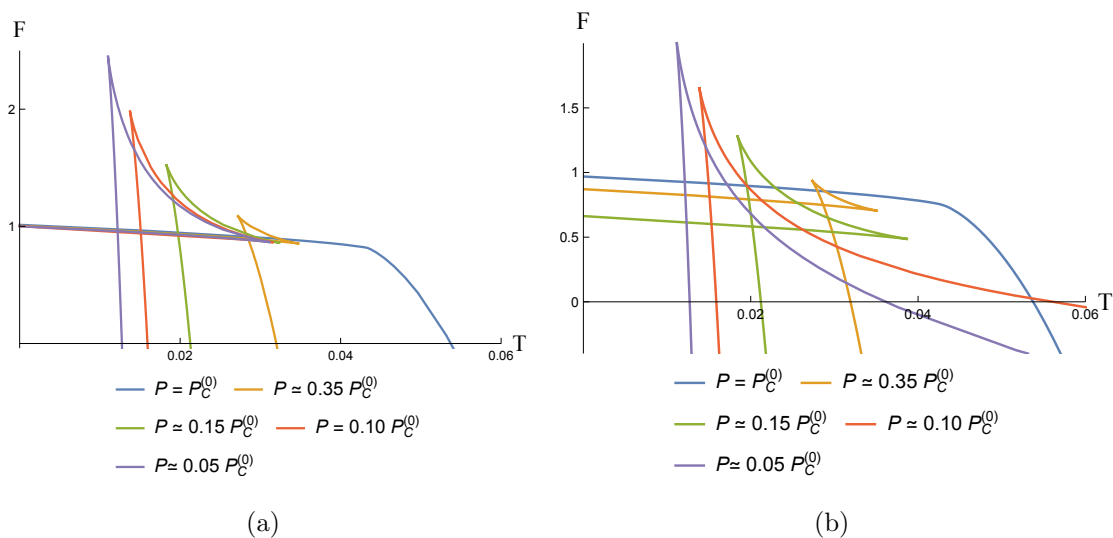 F
2
1
0.02
0.04
0.06
T
P = P_C^(0)
P ≃ 0.35 P_C^(0)
P ≃ 0.15 P_C^(0)
P = 0.10 P_C^(0)
P≃ 0.05 P_C^(0)
(a)
F
1.5
1
0.5
0
0.02
0.04
0.06
T
P = P_C^(0)
P ≃ 0.35 P_C^(0)
P ≃ 0.15 P_C^(0)
P ≃ 0.10 P_C^(0)
P≃ 0.05 P_C^(0)
(b)